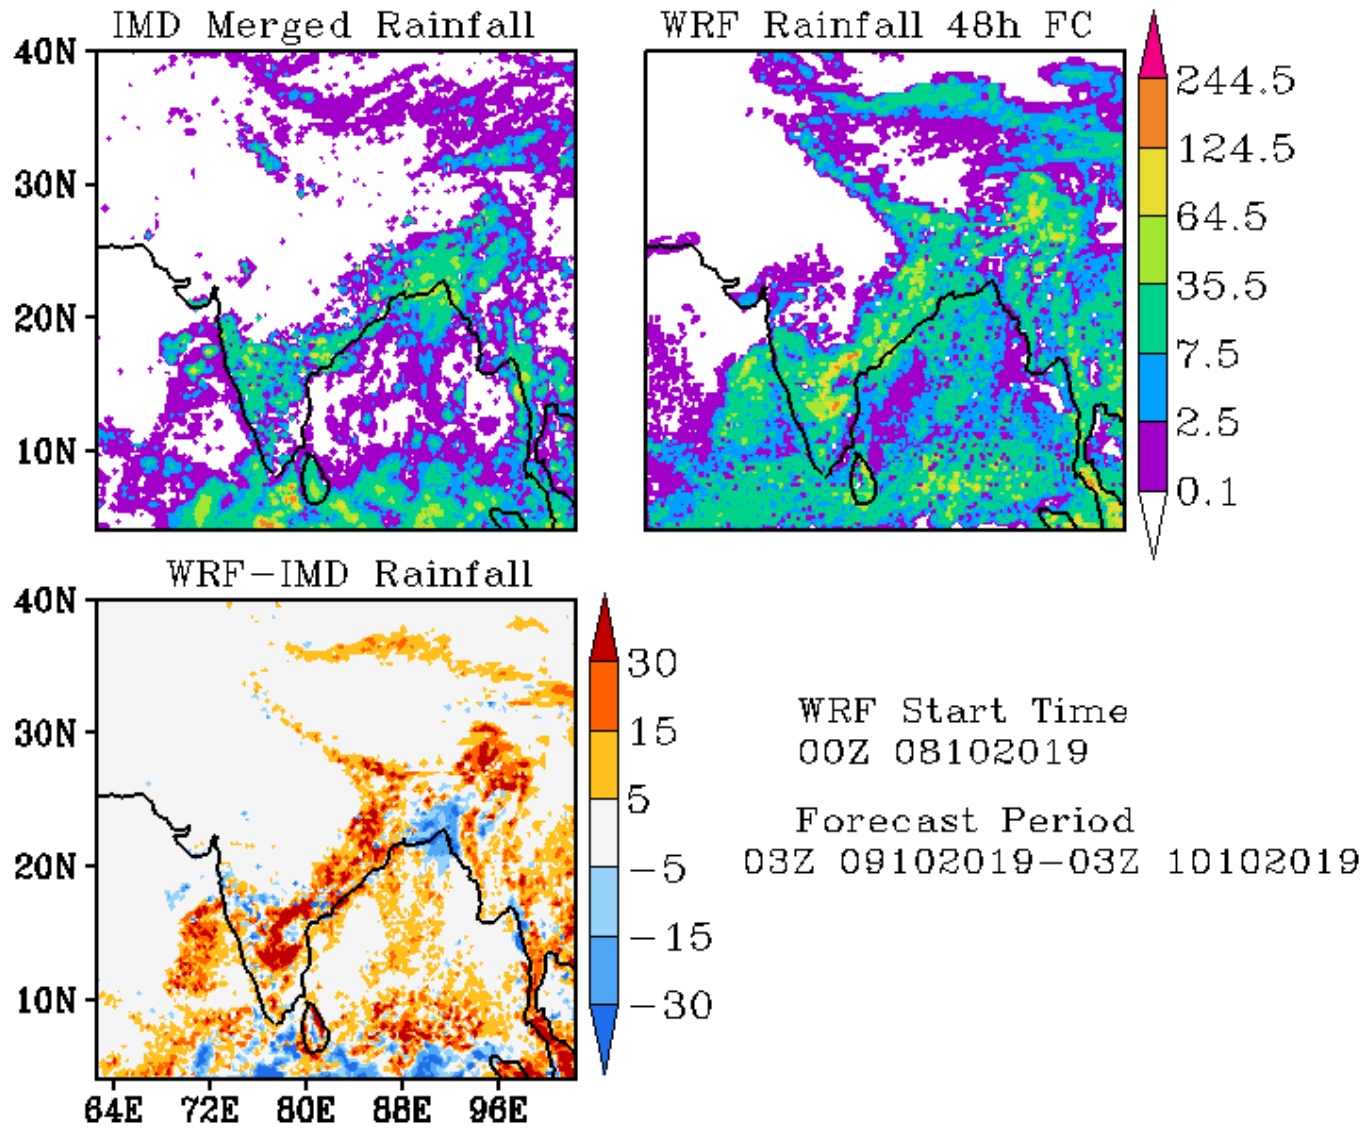 IMD Merged Rainfall
WRF Rainfall 48h FC
40N
30N
20N
10N
244.5
124.5
64.5
35.5
7.5
2.5
0.1
WRF-IMD Rainfall
40N
30N
20N
10N
64E 72E 80E 88E 96E
30
15
5
-5
-15
-30
WRF Start Time
00Z 08102019
Forecast Period
03Z 09102019-03Z 10102019